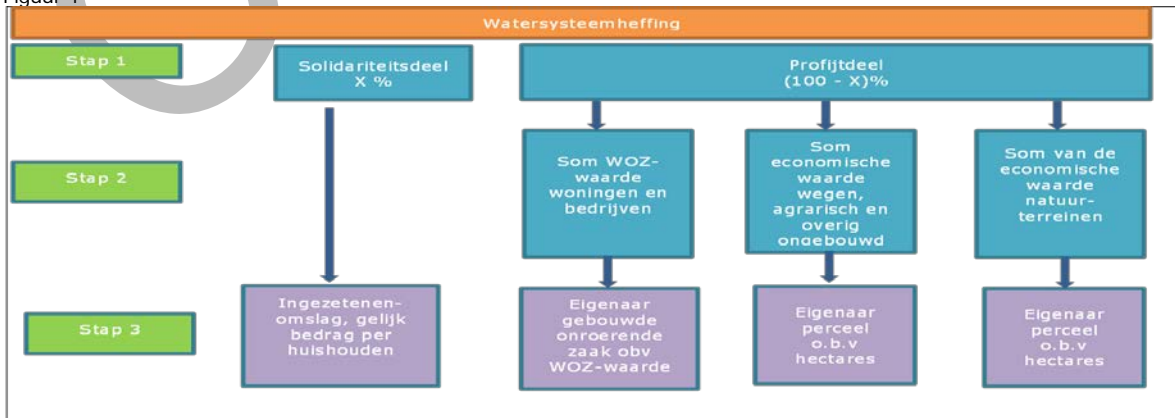 Watersysteemheffing
Stap 1
Solidariteitsdeel
X %
Profijtdeel
(100 - X)%
Stap 2
Som WOZ-
waarde
woningen en
bedrijven
Som
economische
waarde
wegen,
agrarisch en
overig
ongebouwd
Som van de
economische
waarde
natuur-
terreinen
Stap 3
Ingezetenen-
omslag, gelijk
bedrag per
huishouden
Eigenaar
gebouwde
onroerende
zaak obv
WOZ-waarde
Eigenaar
perceel
o.b.v
hectares
Eigenaar
perceel
o.b.v
hectares